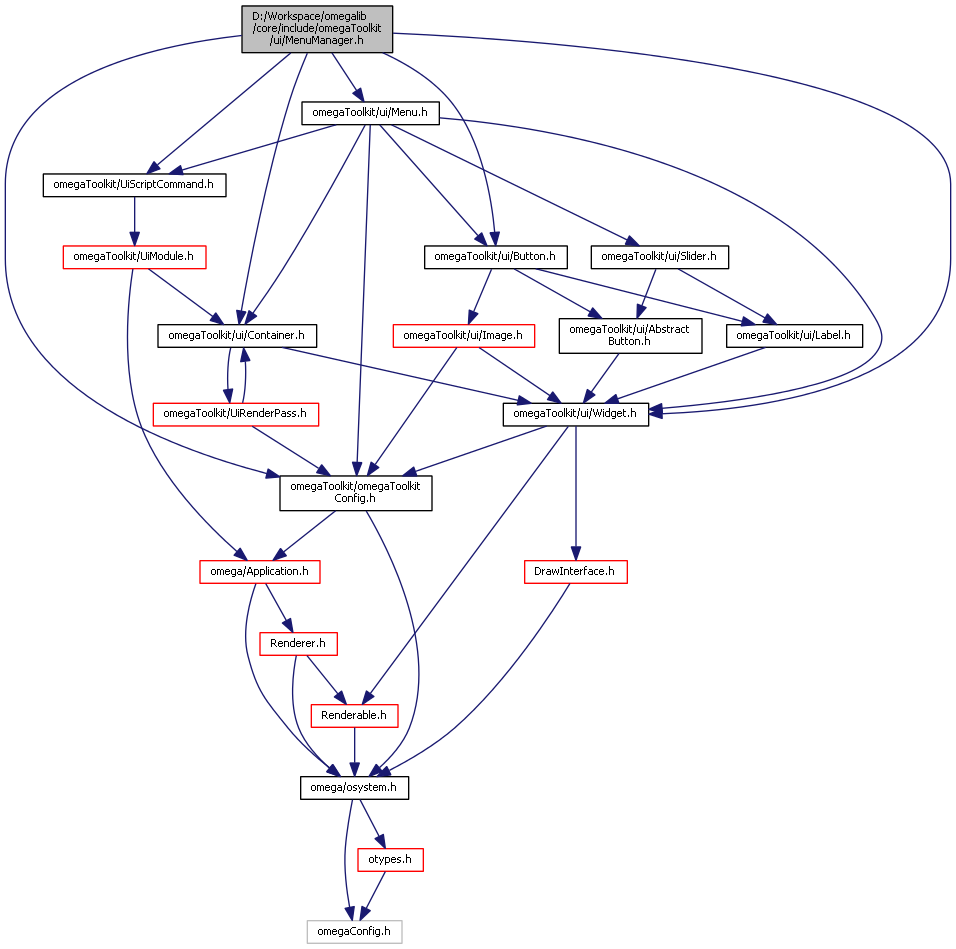 D:/Workspace/omegalib
/core/include/omegaToolkit
/ui/MenuManager.h
omegaToolkit/ui/Menu.h
omegaToolkit/UiScriptCommand.h
omegaToolkit/UiModule.h
omegaToolkit/ui/Button.h
omegaToolkit/ui/Slider.h
omegaToolkit/ui/Container.h
omegaToolkit/ui/Image.h
omegaToolkit/ui/Abstract
Button.h
omegaToolkit/ui/Label.h
omegaToolkit/UiRenderPass.h
omegaToolkit/ui/Widget.h
omegaToolkit/omegaToolkit
Config.h
omega/Application.h
DrawInterface.h
Renderer.h
Renderable.h
omega/osystem.h
otypes.h
omegaConfig.h